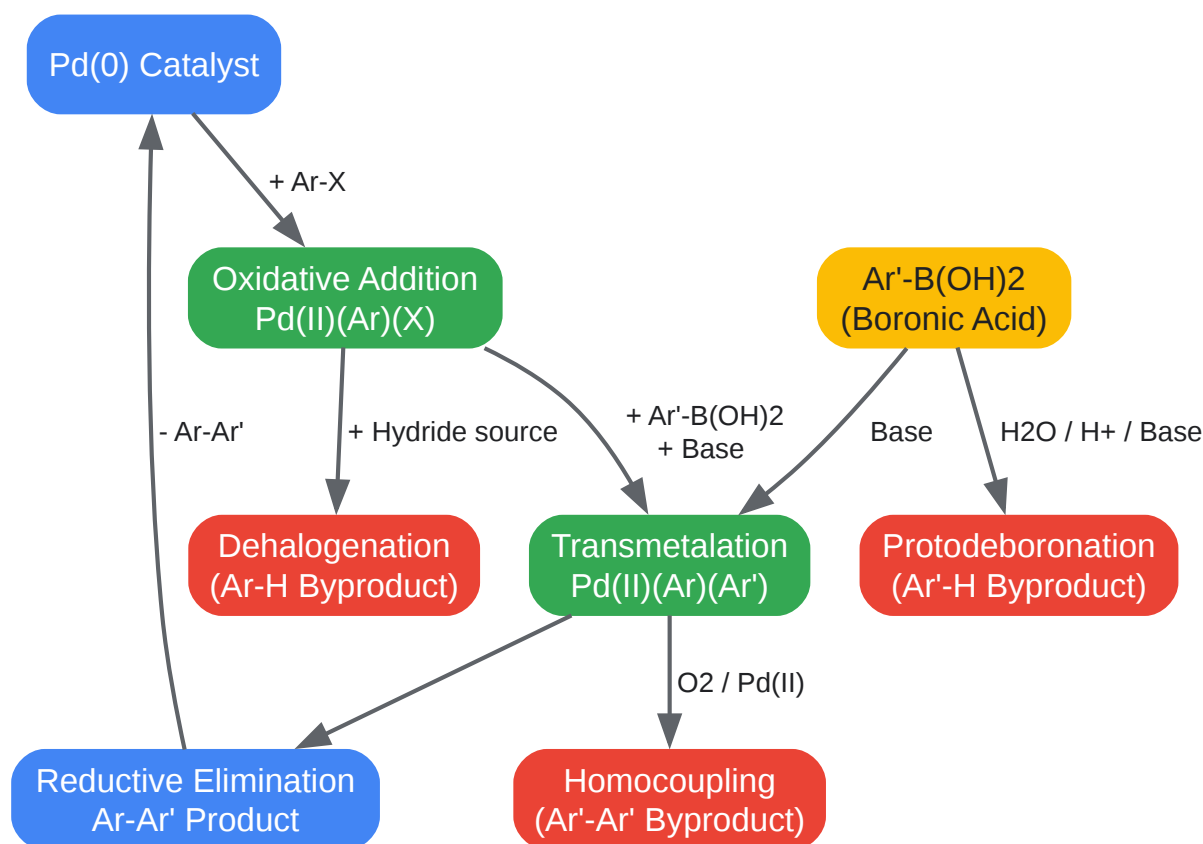 Pd(0) Catalyst
+ Ar-X
Oxidative Addition
Pd(II)(Ar)(X)
Ar'-B(OH)2
(Boronic Acid)
- Ar-Ar'
+ Hydride source
+ Ar'-B(OH)2
+ Base
Base
H2O / H+ / Base
Dehalogenation
(Ar-H Byproduct)
Transmetalation
Pd(II)(Ar)(Ar')
Protodeboronation
(Ar'-H Byproduct)
O2 / Pd(II)
Reductive Elimination
Ar-Ar' Product
Homocoupling
(Ar'-Ar' Byproduct)